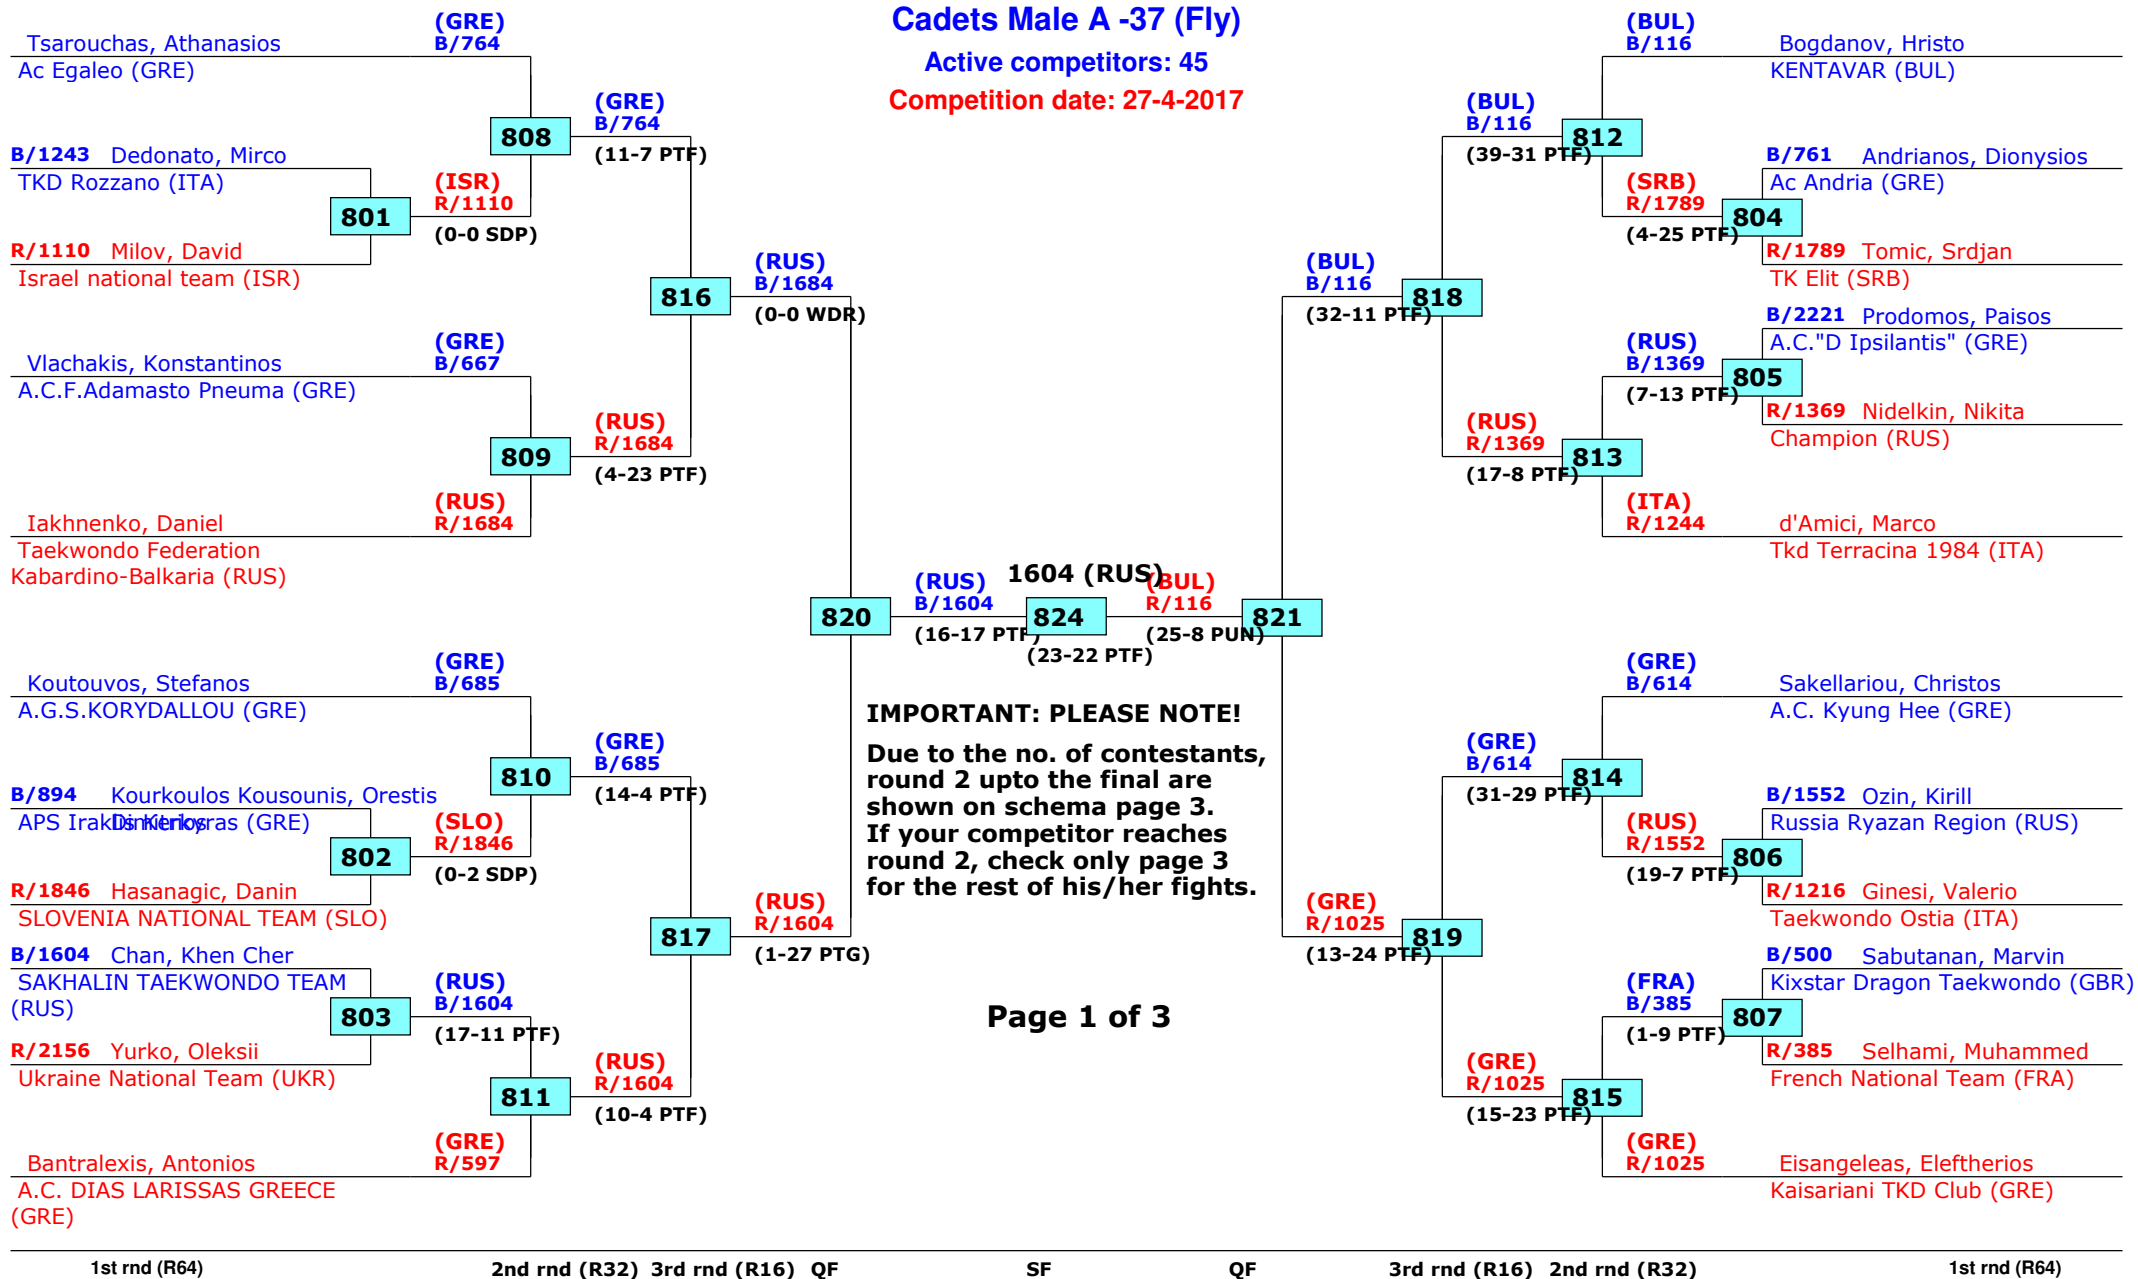 Cadets Male A -37 (Fly)
Active competitors: 45
Competition date: 27-4-2017
(GRE)
Tsarouchas, Athanasios B/764
Ac Egaleo (GRE)
(GRE)
B/764
808
(11-7 PTF)
B/1243 Dedonato, Mirco
TKD Rozzano (ITA)
(ISR)
R/1110
801
(0-0 SDP)
R/1110 Milov, David
Israel national team (ISR)
(RUS)
B/1684
816
(0-0 WDR)
(GRE)
Vlachakis, Konstantinos B/667
A.C.F.Adamasto Pneuma (GRE)
(RUS)
R/1684
809
(4-23 PTF)
(RUS)
Iakhnenko, Daniel R/1684
Taekwondo Federation
Kabardino-Balkaria (RUS)
(RUS)
B/1604
820
(16-17 PTF)
(GRE)
Koutouvos, Stefanos B/685
A.G.S.KORYDALLOU (GRE)
(GRE)
B/685
810
(14-4 PTF)
B/894 Kourkoulos Kousounis, Orestis
Dimitrios
APS Iraklis Kerkyras (GRE)
(SLO)
R/1846
802
(0-2 SDP)
R/1846 Hasanagic, Danin
SLOVENIA NATIONAL TEAM (SLO)
(RUS)
R/1604
817
(1-27 PTG)
B/1604 Chan, Khen Cher
SAKHALIN TAEKWONDO TEAM
(RUS)
(RUS)
B/1604
803
(17-11 PTF)
R/2156 Yurko, Oleksii
Ukraine National Team (UKR)
(RUS)
R/1604
811
(10-4 PTF)
(GRE)
Bantralexis, Antonios R/597
A.C. DIAS LARISSAS GREECE
(GRE)
1604 (RUS)
824
(23-22 PTF)
IMPORTANT: PLEASE NOTE!
Due to the no. of contestants,
round 2 upto the final are
shown on schema page 3.
If your competitor reaches
round 2, check only page 3
for the rest of his/her fights.
Page 1 of 3
(BUL)
B/116 Bogdanov, Hristo
KENTAVAR (BUL)
(BUL)
B/116
812
(39-31 PTF)
B/761 Andrianos, Dionysios
Ac Andria (GRE)
(SRB)
R/1789
804
(4-25 PTF)
R/1789 Tomic, Srdjan
TK Elit (SRB)
(BUL)
B/116
818
(32-11 PTF)
B/2221 Prodomos, Paisos
A.C."D Ipsilantis" (GRE)
(RUS)
B/1369
805
(7-13 PTF)
R/1369 Nidelkin, Nikita
Champion (RUS)
(RUS)
R/1369
813
(17-8 PTF)
(ITA)
R/1244 d'Amici, Marco
Tkd Terracina 1984 (ITA)
(BUL)
R/116
821
(25-8 PUN)
(GRE)
B/614 Sakellariou, Christos
A.C. Kyung Hee (GRE)
(GRE)
B/614
814
(31-29 PTF)
B/1552 Ozin, Kirill
Russia Ryazan Region (RUS)
(RUS)
R/1552
806
(19-7 PTF)
R/1216 Ginesi, Valerio
Taekwondo Ostia (ITA)
(GRE)
R/1025
819
(13-24 PTF)
B/500 Sabutanan, Marvin
Kixstar Dragon Taekwondo (GBR)
(FRA)
B/385
807
(1-9 PTF)
R/385 Selhami, Muhammed
French National Team (FRA)
(GRE)
R/1025
815
(15-23 PTF)
(GRE)
R/1025 Eisangeleas, Eleftherios
Kaisariani TKD Club (GRE)
1st rnd (R64) 2nd rnd (R32) 3rd rnd (R16) QF SF QF 3rd rnd (R16) 2nd rnd (R32) 1st rnd (R64)